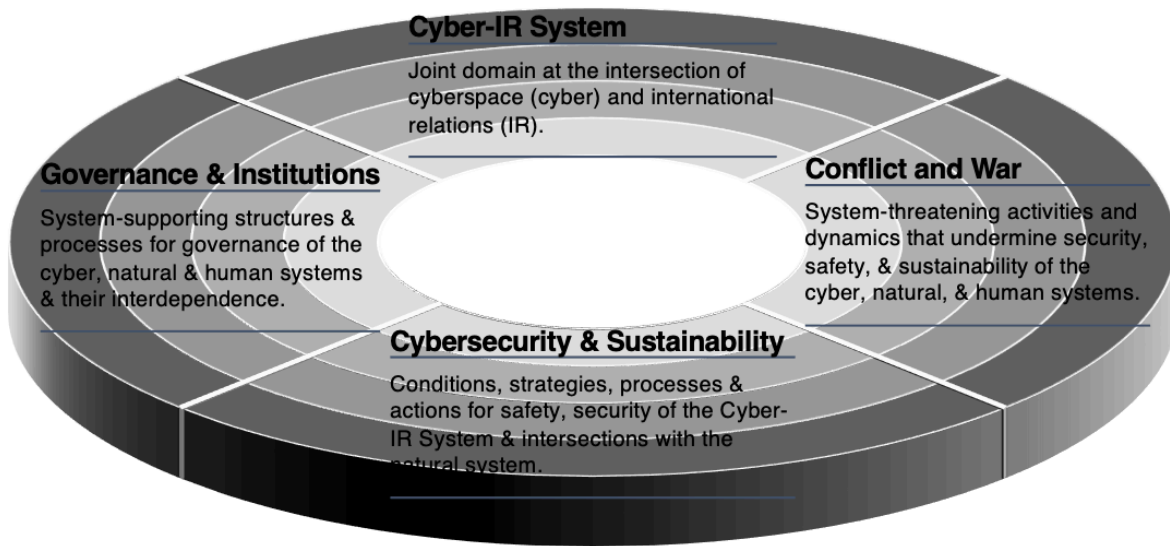 Cyber-IR System
Joint domain at the intersection of
cyberspace (cyber) and international
relations (IR).
Governance & Institutions
System-supporting structures &
processes for governance of the
cyber, natural & human systems
& their interdependence.
Conflict and War
System-threatening activities and
dynamics that undermine security,
safety, & sustainability of the
cyber, natural, & human systems.
Cybersecurity & Sustainability
Conditions, strategies, processes &
actions for safety, security of the Cyber-
IR System & intersections with the
natural system.